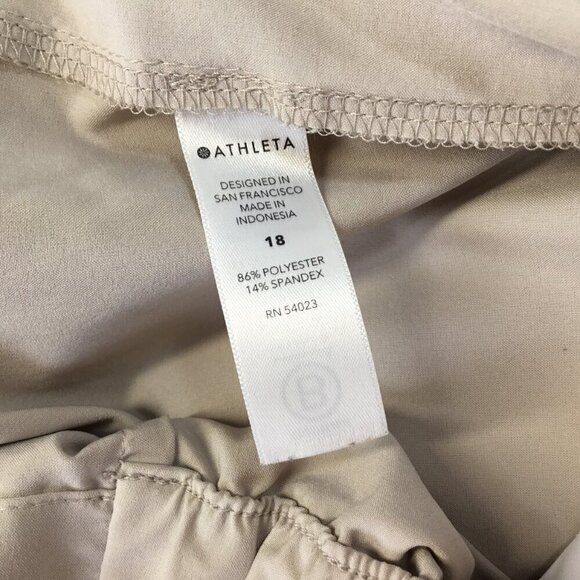 ATHLETA
DESIGNED IN
SAN FRANCISCO
MADE IN
INDONESIA
18
86% POLYESTER
14% SPANDEX
RN 54023
B